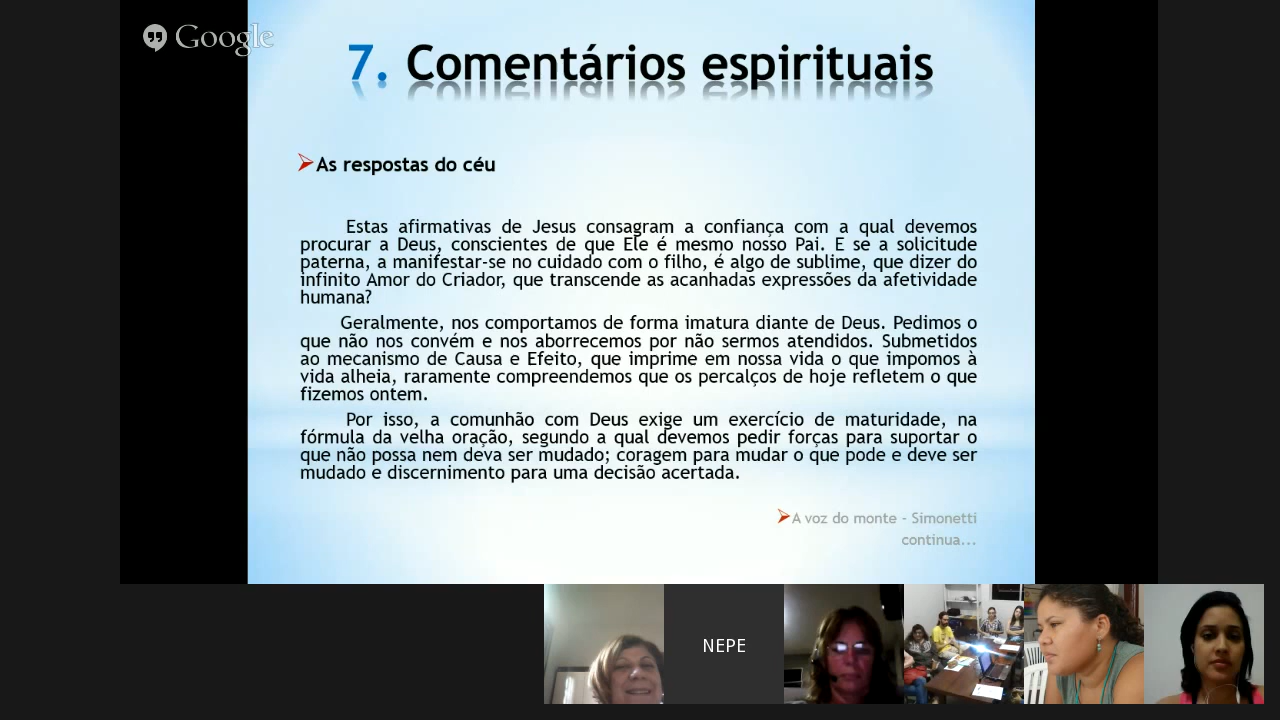 Google
7. Comentários espirituais
As respostas do céu
Estas afirmativas de Jesus consagram a confiança com a qual devemos
procurar a Deus, conscientes de que Ele é mesmo nosso Pai. E se a solicitude
paterna, a manifestar-se no cuidado com o filho, é algo de sublime, que dizer do
infinito Amor do Criador, que transcende as acanhadas expressões da afetividade
humana?
Geralmente, nos comportamos de forma imatura diante de Deus. Pedimos o
que não nos convém e nos aborrecemos por não sermos atendidos. Submetidos
ao mecanismo de Causa e Efeito, que imprime em nossa vida o que impomos à
vida alheia, raramente compreendemos que os percalços de hoje refletem o que
fizemos ontem.
Por isso, a comunhão com Deus exige um exercício de maturidade, na
fórmula da velha oração, segundo a qual devemos pedir forças para suportar o
que não possa nem deva ser mudado; coragem para mudar o que pode e deve ser
mudado e discernimento para uma decisão acertada.
A voz do monte - Simonetti
continua...
NEPE